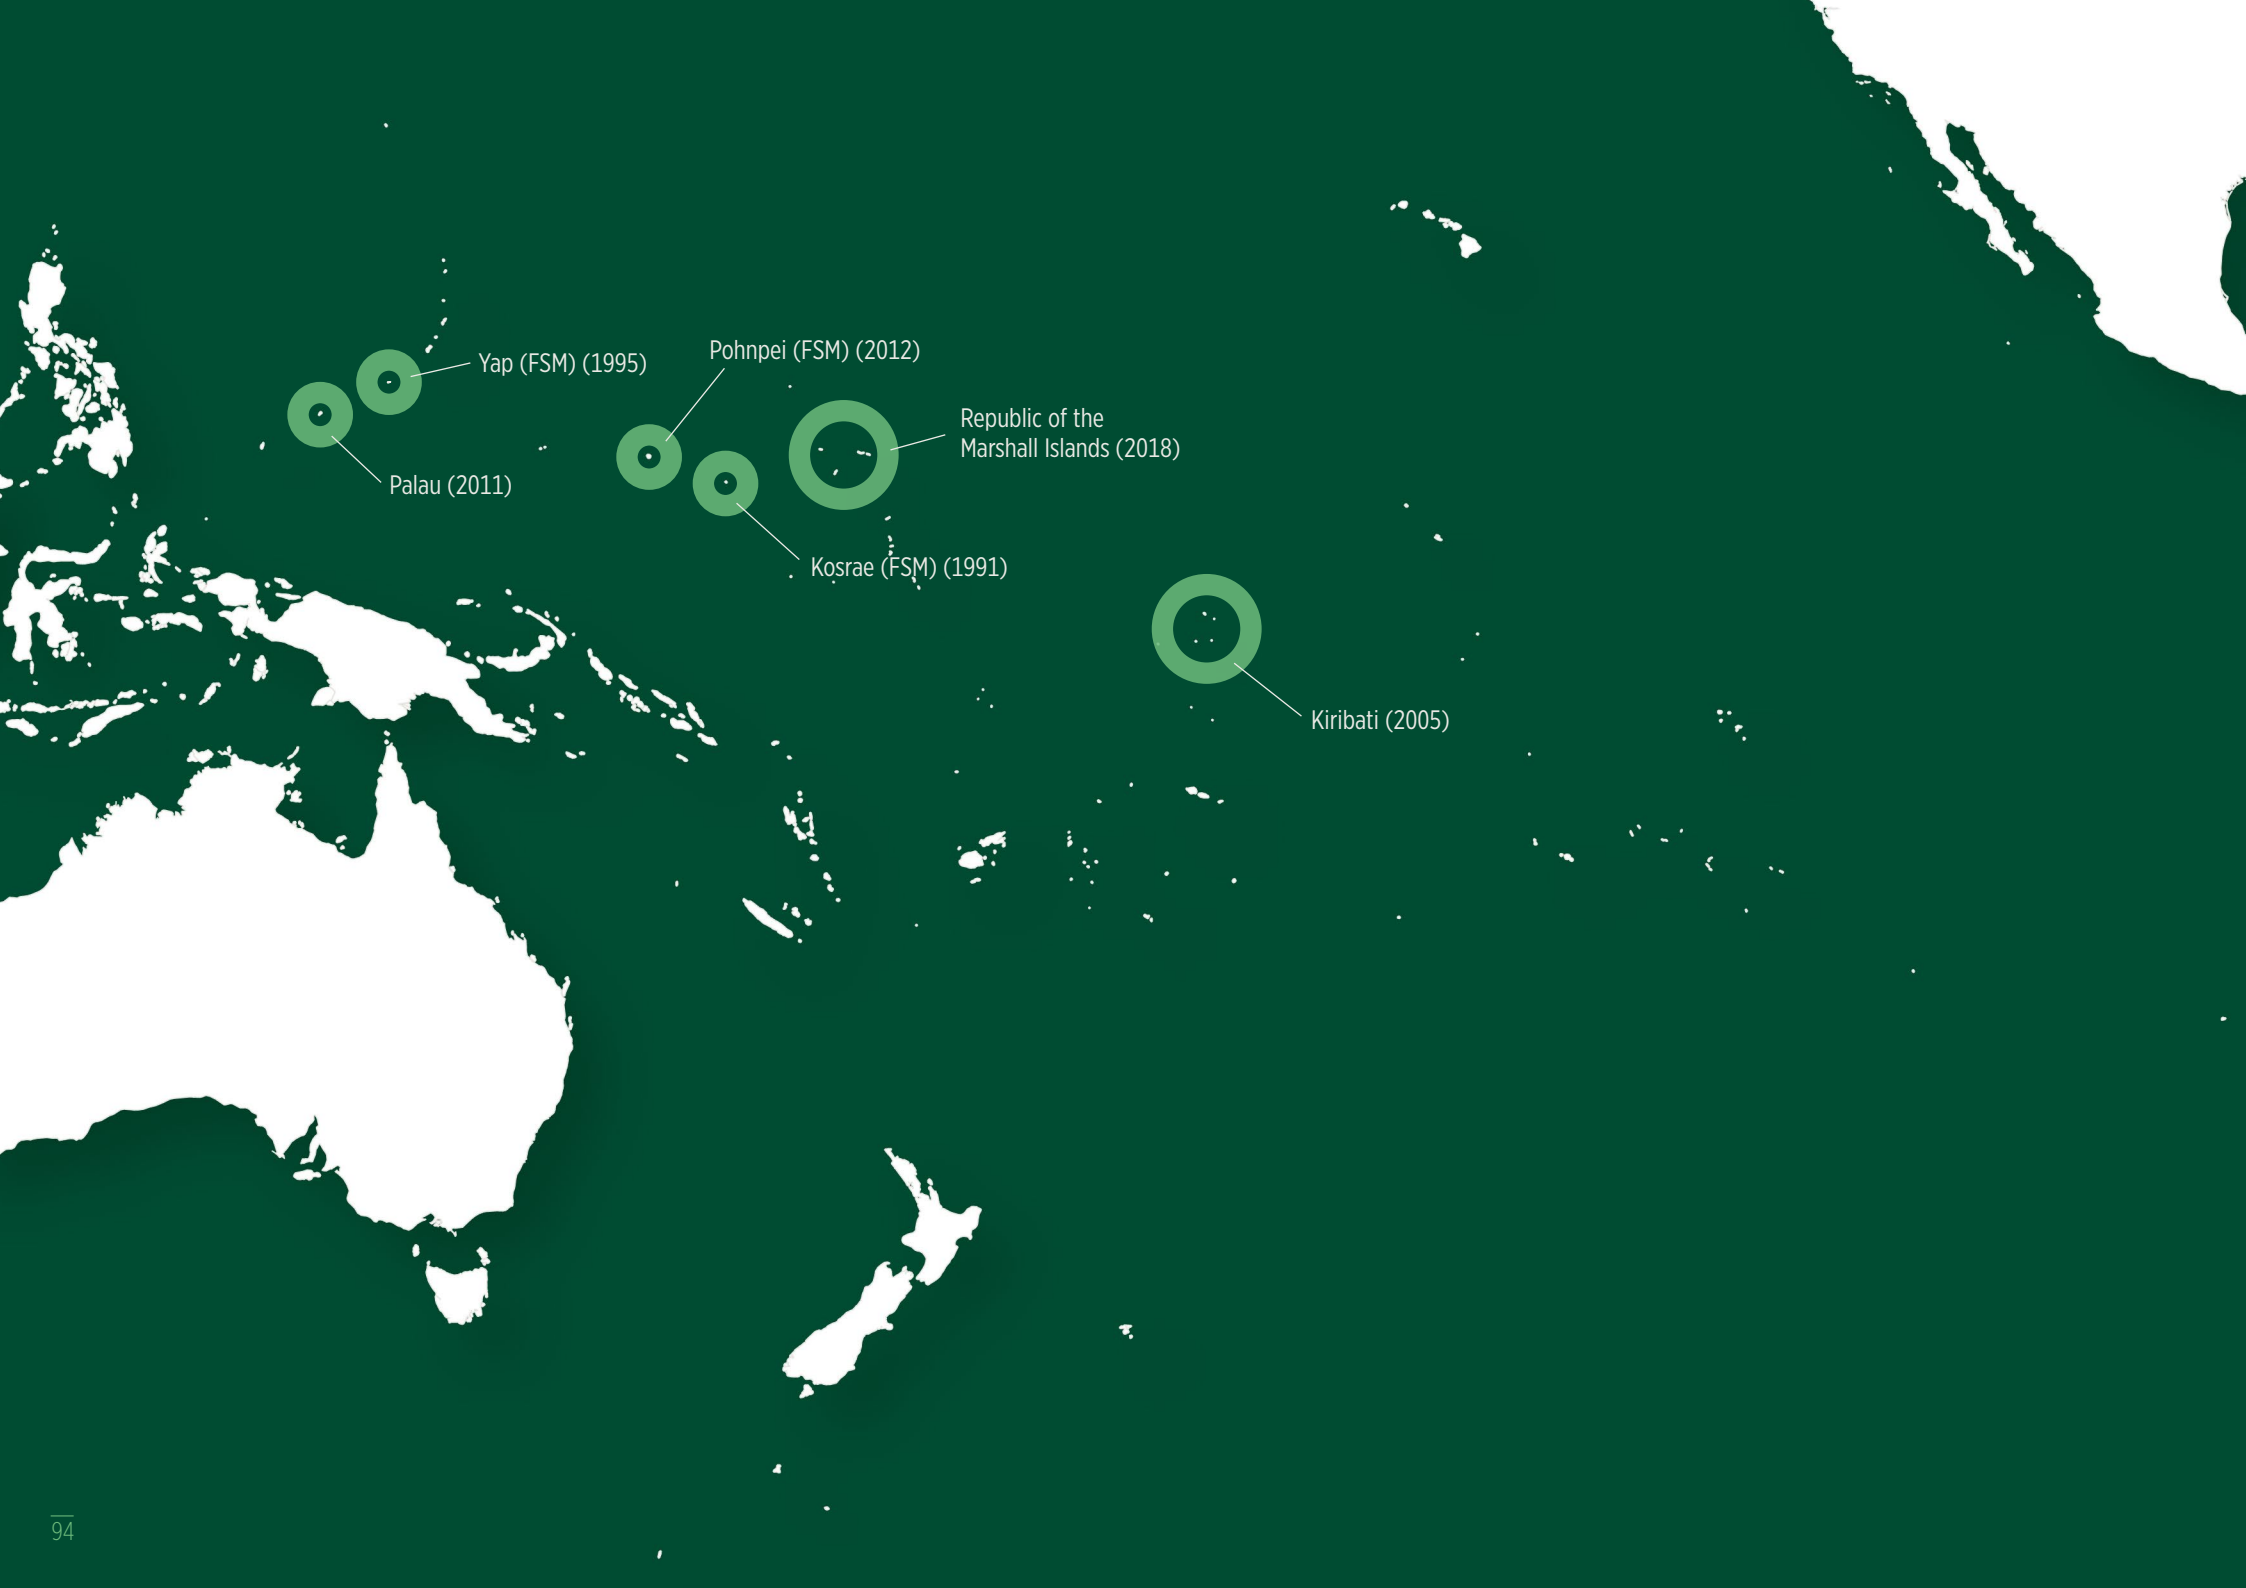 Yap (FSM) (1995)
Pohnpei (FSM) (2012)
Republic of the
Marshall Islands (2018)
Palau (2011)
Kosrae (FSM) (1991)
Kiribati (2005)
94